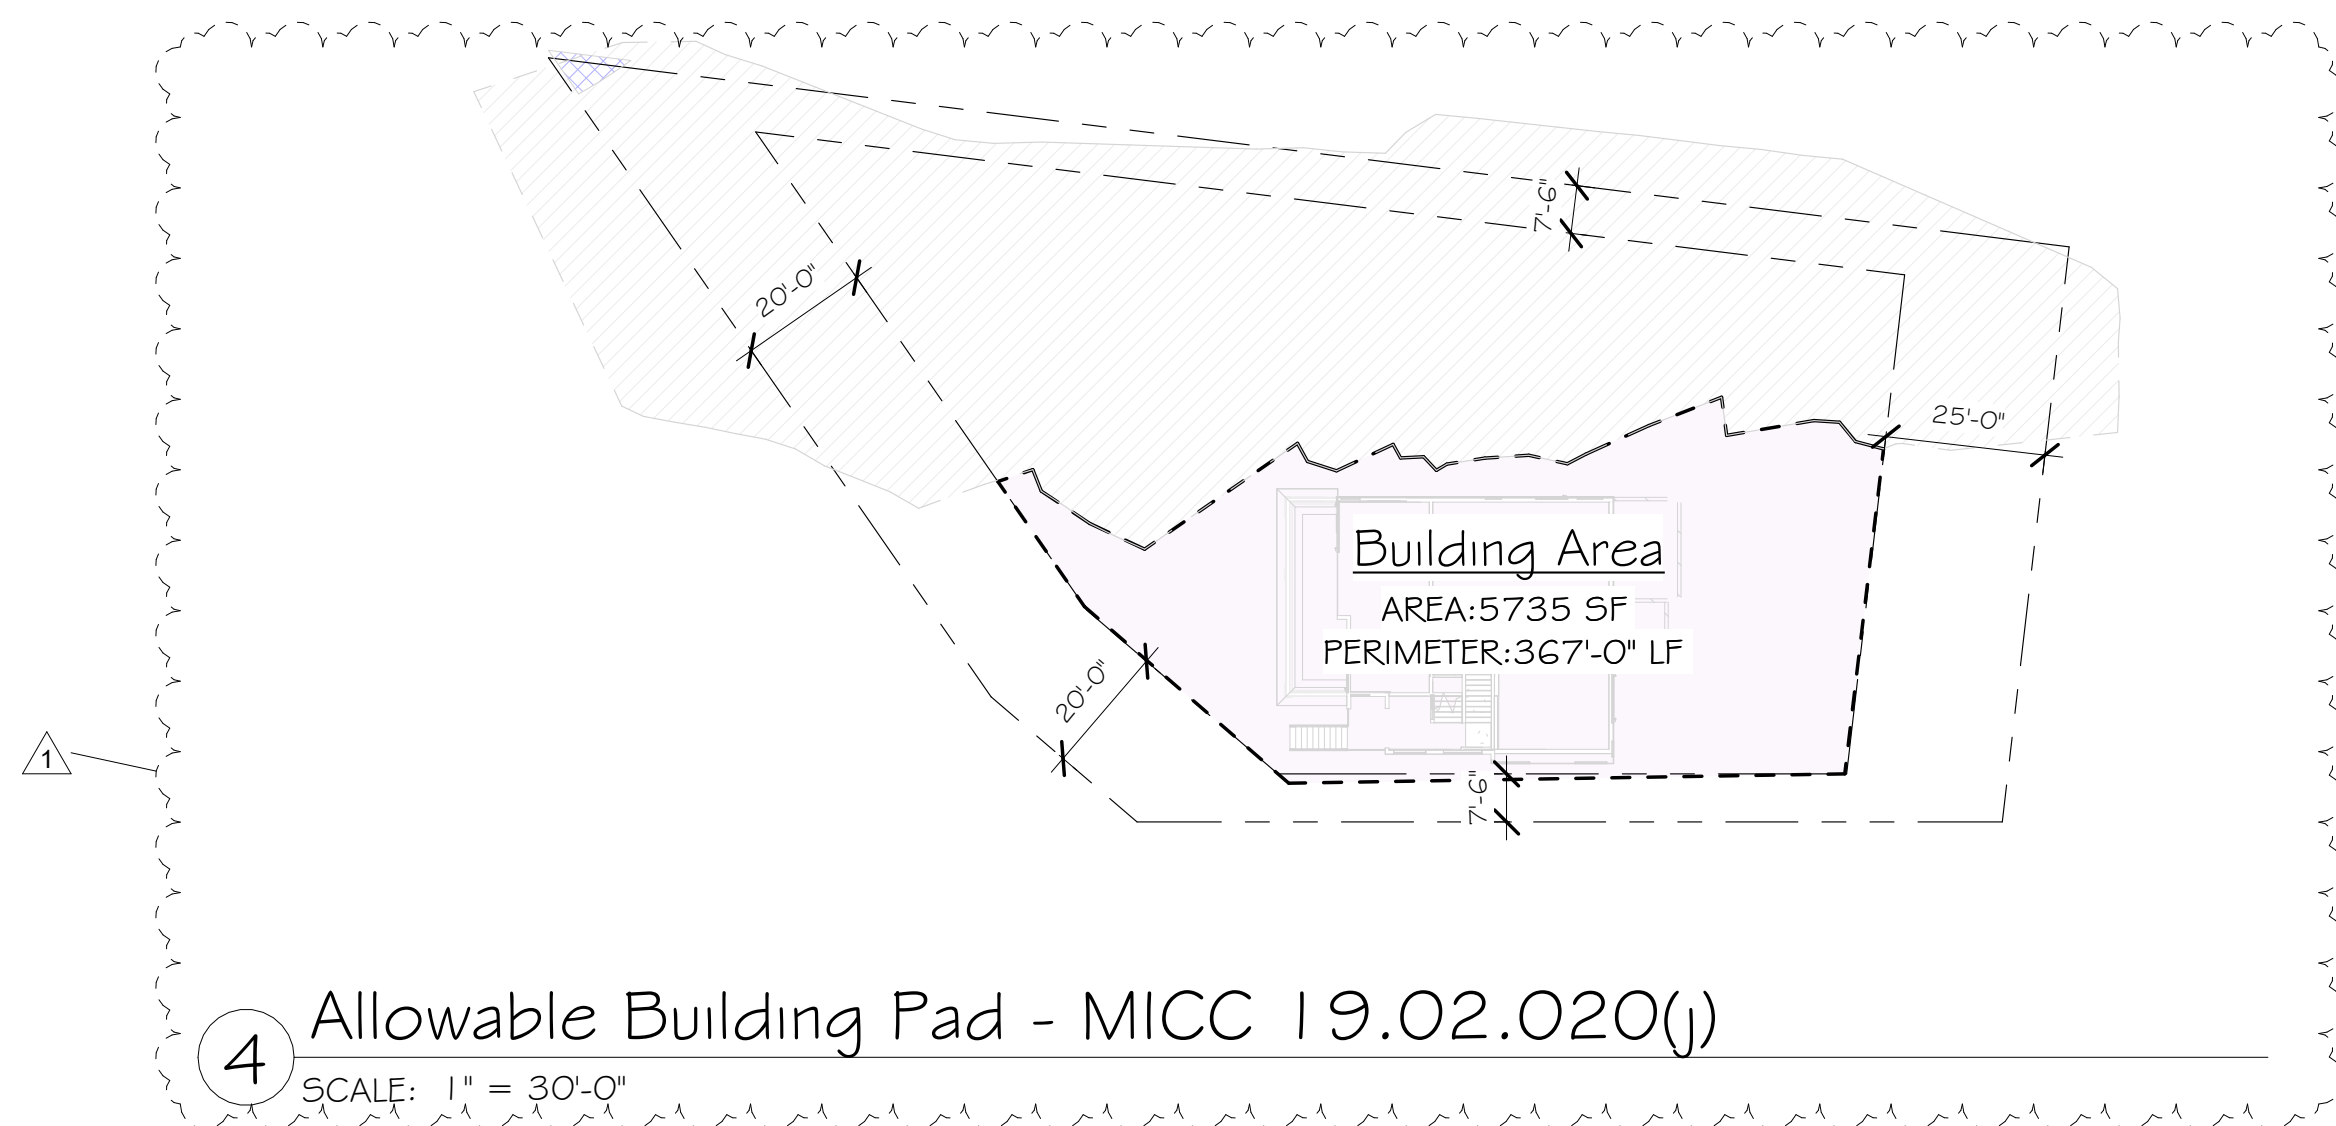 7'-6"
20'-0"
25'-0"
Building Area
AREA:5735 SF
PERIMETER:367'-0" LF
20'-0"
7'-6"
1
4
Allowable Building Pad - MICC 19.02.020(j)
SCALE: 1" = 30'-0"